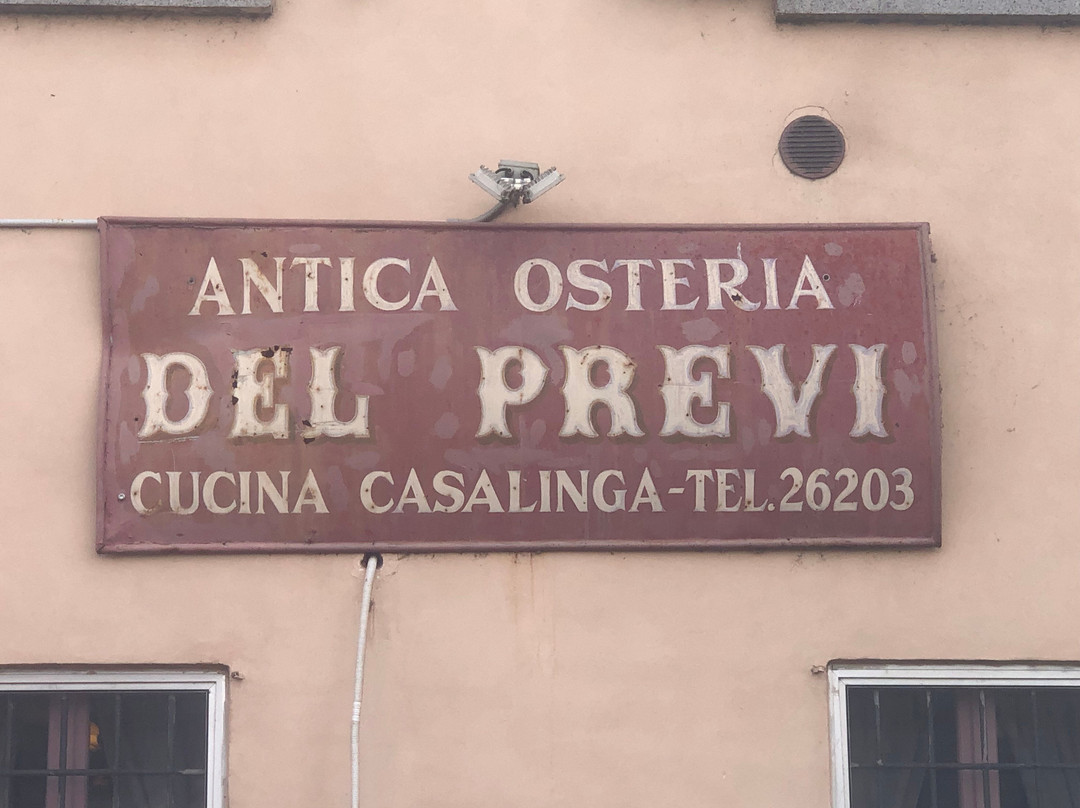 ANTICA OSTERIA
DEL PREVI
CUCINA CASALINGA-TEL.26203